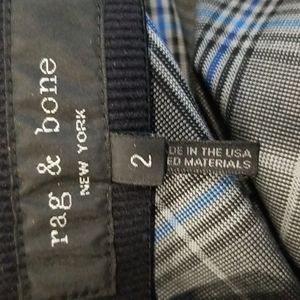 rag & bone
NEW YORK
2
DE IN THE USA
ED MATERIALS